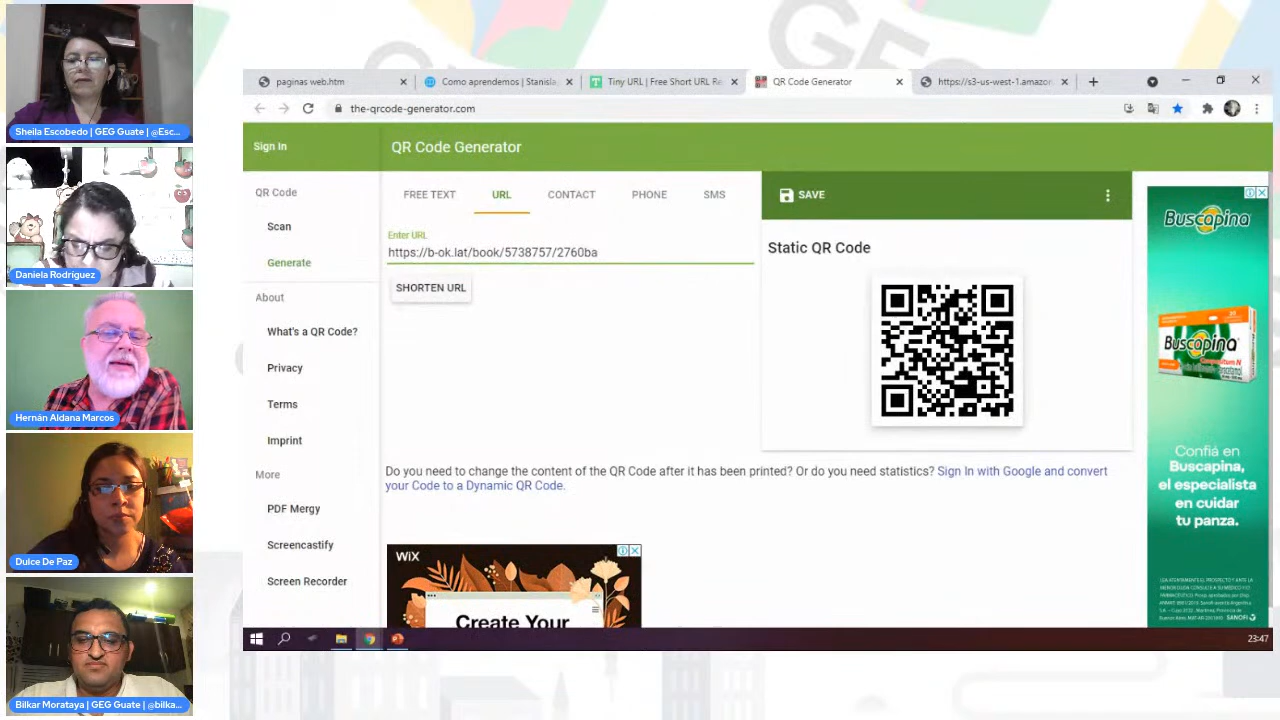 Sheila Escobedo | GEG Guate | @Esc...
Daniela Rodríguez
Hernán Aldana Marcos
Dulce De Paz
Bilkar Morataya | GEG Guate | @bilka...
GE
paginas web.htm
Como aprendemos | Stanisla
Tiny URL | Free Short URL Re
QR Code Generator
https://s3-us-west-1.amazon
the-qrcode-generator.com
Sign In
QR Code Generator
QR Code
Scan
Generate
About
What's a QR Code?
Privacy
Terms
Imprint
More
PDF Mergy
Screencastify
Screen Recorder
FREE TEXT
URL
CONTACT
PHONE
SMS
Enter URL
https://b-ok.lat/book/5738757/2760ba
SHORTEN URL
SAVE
Static QR Code
Do you need to change the content of the QR Code after it has been printed? Or do you need statistics? Sign In with Google and convert
your Code to a Dynamic QR Code.
WiX
Create Your
Buscapina
Buscapina
Confiá en
Buscapina,
el especialista
en cuidar
tu panza.
SANOFI
23:47